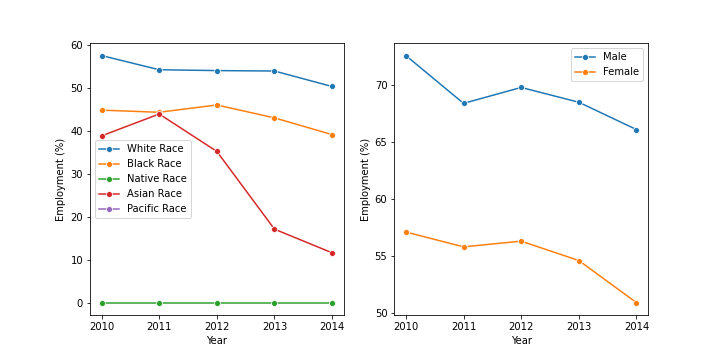 60
50
40
30
20
10
0
Employment (%)
White Race
Black Race
Native Race
Asian Race
Pacific Race
2010 2011 2012 2013 2014
Year
70
65
60
55
50
Employment (%)
Male
Female
2010 2011 2012 2013 2014
Year